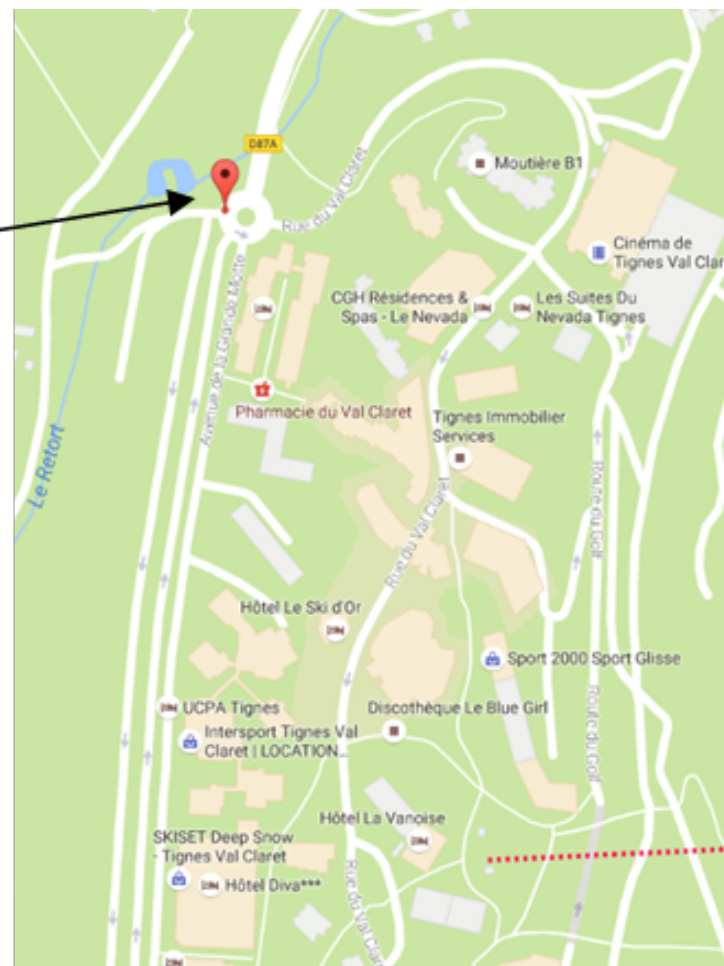 D87A
Rue du Val Claret
Moutière B1
Cinéma de
Tignes Val Clar
CGH Résidences &
Spas - Le Nevada
Les Suites Du
Nevada Tignes
Avenue de la Grande Motte
Pharmacie du Val Claret
Tignes Immobilier
Services
Le Retort
Route du Golf
Rue du Val Claret
Hôtel Le Ski d'Or
Sport 2000 Sport Glisse
UCPA Tignes
Discothèque Le Blue Girl
Intersport Tignes Val
Claret | LOCATION...
Route du Golf
Hôtel La Vanoise
SKISET Deep Snow
- Tignes Val Claret
Hôtel Diva***
Rue du Val Clar